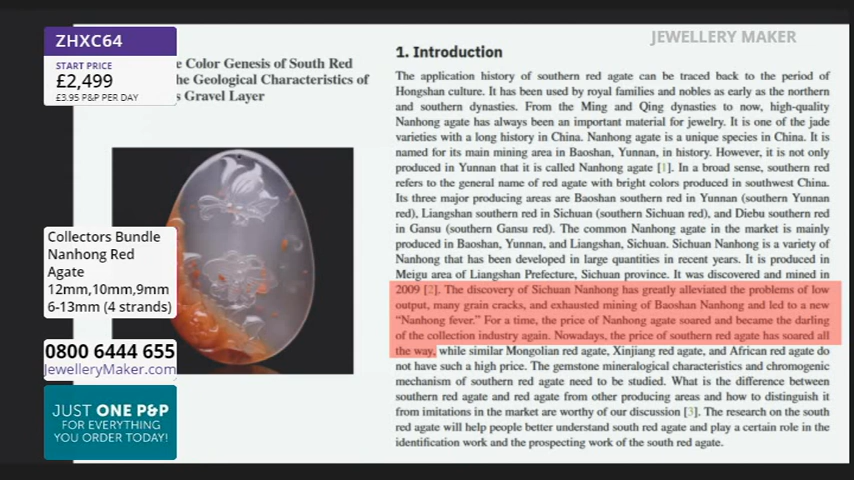 ZHXC64
START PRICE
£2,499
£3.95 P&P PER DAY
e Color Genesis of South Red
he Geological Characteristics of
s Gravel Layer
Collectors Bundle
Nanhong Red
Agate
12mm,10mm,9mm
6-13mm (4 strands)
0800 6444 655
JewelleryMaker.com
JUST ONE P&P
FOR EVERYTHING
YOU ORDER TODAY!
JEWELLERY MAKER
1. Introduction
The application history of southern red agate can be traced back to the period of
Hongshan culture. It has been used by royal families and nobles as early as the northern
and southern dynasties. From the Ming and Qing dynasties to now, high-quality
Nanhong agate has always been an important material for jewelry. It is one of the jade
varieties with a long history in China. Nanhong agate is a unique species in China. It is
named for its main mining area in Baoshan, Yunnan, in history. However, it is not only
produced in Yunnan that it is called Nanhong agate [1]. In a broad sense, southern red
refers to the general name of red agate with bright colors produced in southwest China.
Its three major producing areas are Baoshan southern red in Yunnan (southern Yunnan
red), Liangshan southern red in Sichuan (southern Sichuan red), and Diebu southern red
in Gansu (southern Gansu red). The common Nanhong agate in the market is mainly
produced in Baoshan, Yunnan, and Liangshan, Sichuan. Sichuan Nanhong is a variety of
Nanhong that has been developed in large quantities in recent years. It is produced in
Meigu area of Liangshan Prefecture, Sichuan province. It was discovered and mined in
2009 [2]. The discovery of Sichuan Nanhong has greatly alleviated the problems of low
output, many grain cracks, and exhausted mining of Baoshan Nanhong and led to a new
“Nanhong fever.” For a time, the price of Nanhong agate soared and became the darling
of the collection industry again. Nowadays, the price of southern red agate has soared all
the way, while similar Mongolian red agate, Xinjiang red agate, and African red agate do
not have such a high price. The gemstone mineralogical characteristics and chromogenic
mechanism of southern red agate need to be studied. What is the difference between
southern red agate and red agate from other producing areas and how to distinguish it
from imitations in the market are worthy of our discussion [3]. The research on the south
red agate will help people better understand south red agate and play a certain role in the
identification work and the prospecting work of the south red agate.